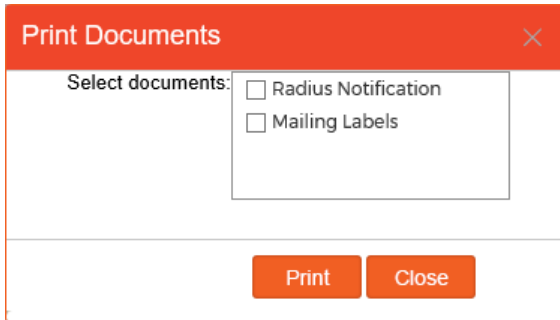 Print Documents
Select documents:
Radius Notification
Mailing Labels
Print
Close